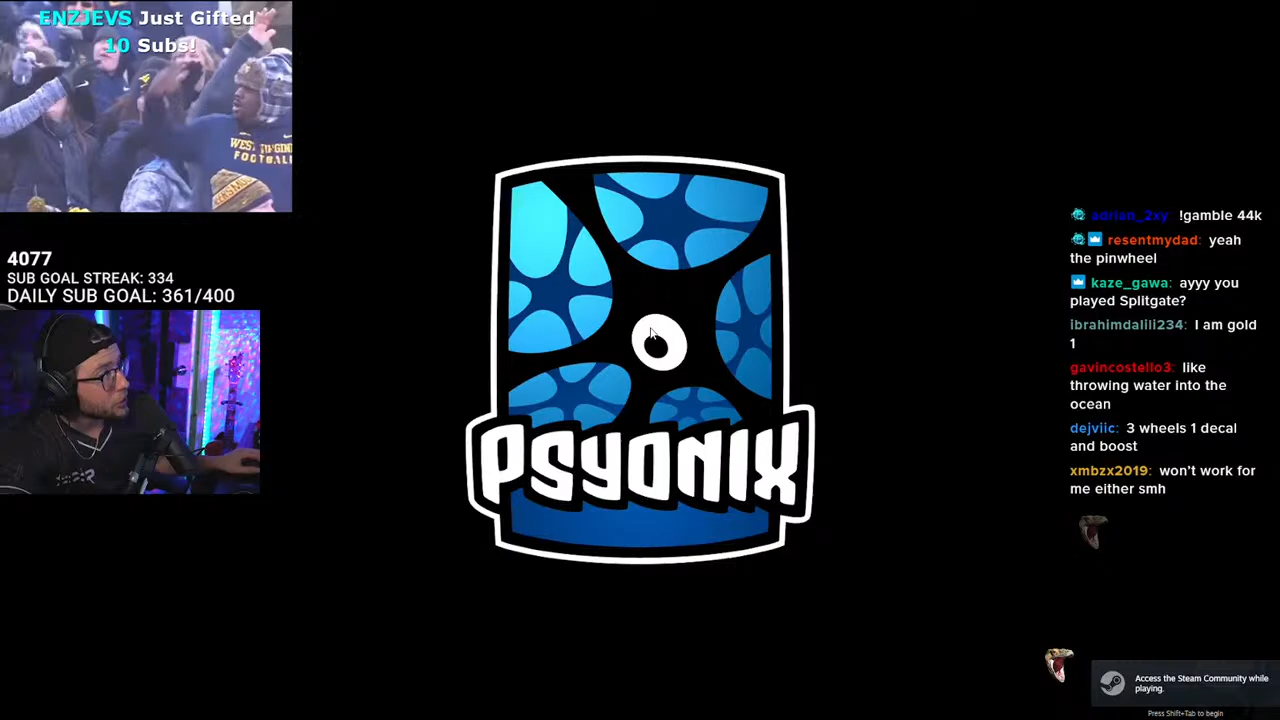 ENZJEVS Just Gifted
10 Subs!
WEST VIRGINIA
FOOTBALL
4077
SUB GOAL STREAK: 334
DAILY SUB GOAL: 361/400
PSYONIX
adrian_2xy: !gamble 44k
resentmydad: yeah
the pinwheel
kaze_gawa: ayyy you
played Splitgate?
ibrahimdalili234: I am gold
1
gavincostello3: like
throwing water into the
ocean
dejviic: 3 wheels 1 decal
and boost
xmbzx2019: won't work for
me either smh
Access the Steam Community while
playing.
Press Shift+Tab to begin